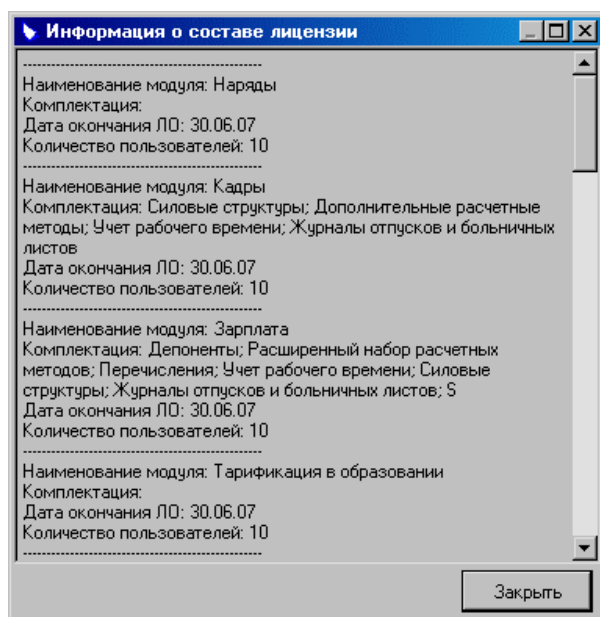 Информация о составе лицензии
--------------------------------------------------------
Наименование модуля: Наряды
Комплектация:
Дата окончания ЛО: 30.06.07
Количество пользователей: 10
--------------------------------------------------------
Наименование модуля: Кадры
Комплектация: Силовые структуры; Дополнительные расчетные
методы; Учет рабочего времени; Журналы отпусков и больничных
листов
Дата окончания ЛО: 30.06.07
Количество пользователей: 10
--------------------------------------------------------
Наименование модуля: Зарплата
Комплектация: Депоненты; Расширенный набор расчетных
методов; Перечисления; Учет рабочего времени; Силовые
структуры; Журналы отпусков и больничных листов; S
Дата окончания ЛО: 30.06.07
Количество пользователей: 10
--------------------------------------------------------
Наименование модуля: Тарификация в образовании
Комплектация:
Дата окончания ЛО: 30.06.07
Количество пользователей: 10
--------------------------------------------------------
Закрыть